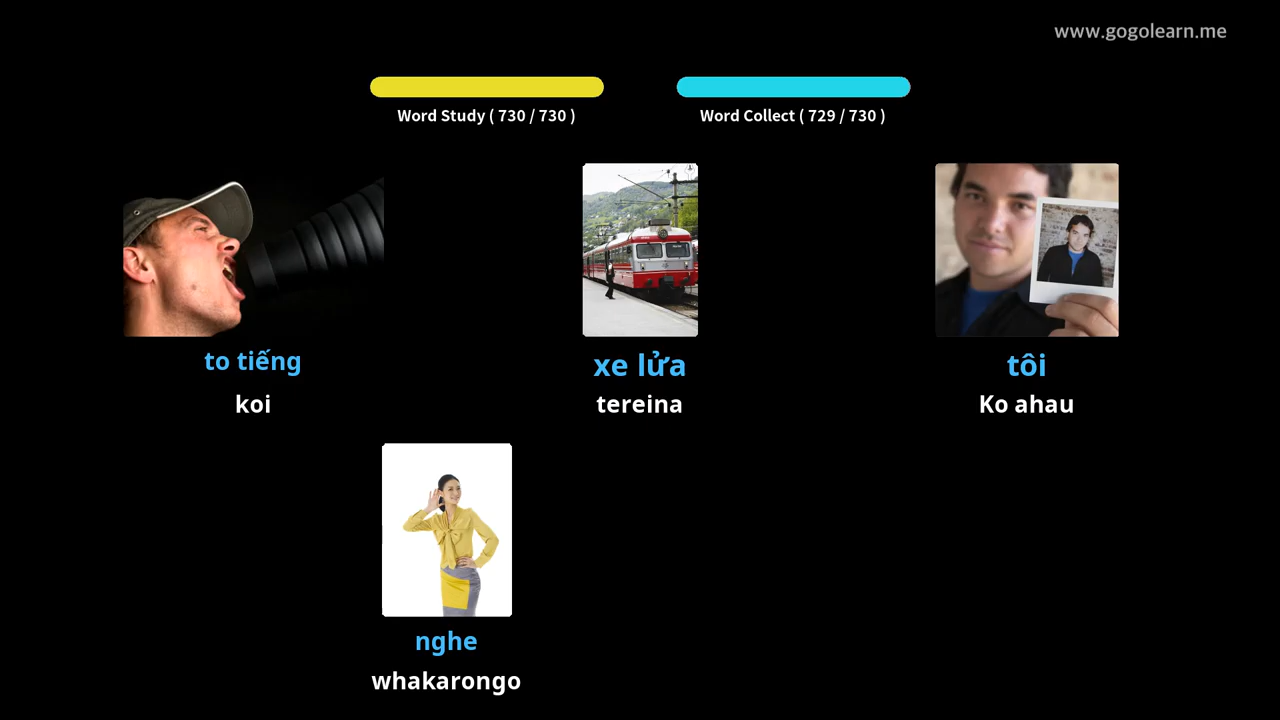 www.gogolearn.me
Word Study ( 730 / 730 )
Word Collect ( 729 / 730 )
to tiếng
koi
xe lửa
tereina
tôi
Ko ahau
nghe
whakarongo